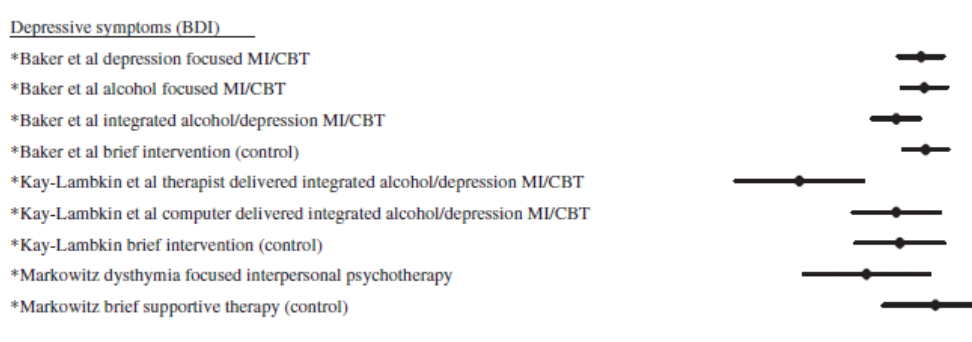 Depressive symptoms (BDI)
*Baker et al depression focused MI/CBT
*Baker et al alcohol focused MI/CBT
*Baker et al integrated alcohol/depression MI/CBT
*Baker et al brief intervention (control)
*Kay-Lambkin et al therapist delivered integrated alcohol/depression MI/CBT
*Kay-Lambkin et al computer delivered integrated alcohol/depression MI/CBT
*Kay-Lambkin brief intervention (control)
*Markowitz dysthymia focused interpersonal psychotherapy
*Markowitz brief supportive therapy (control)